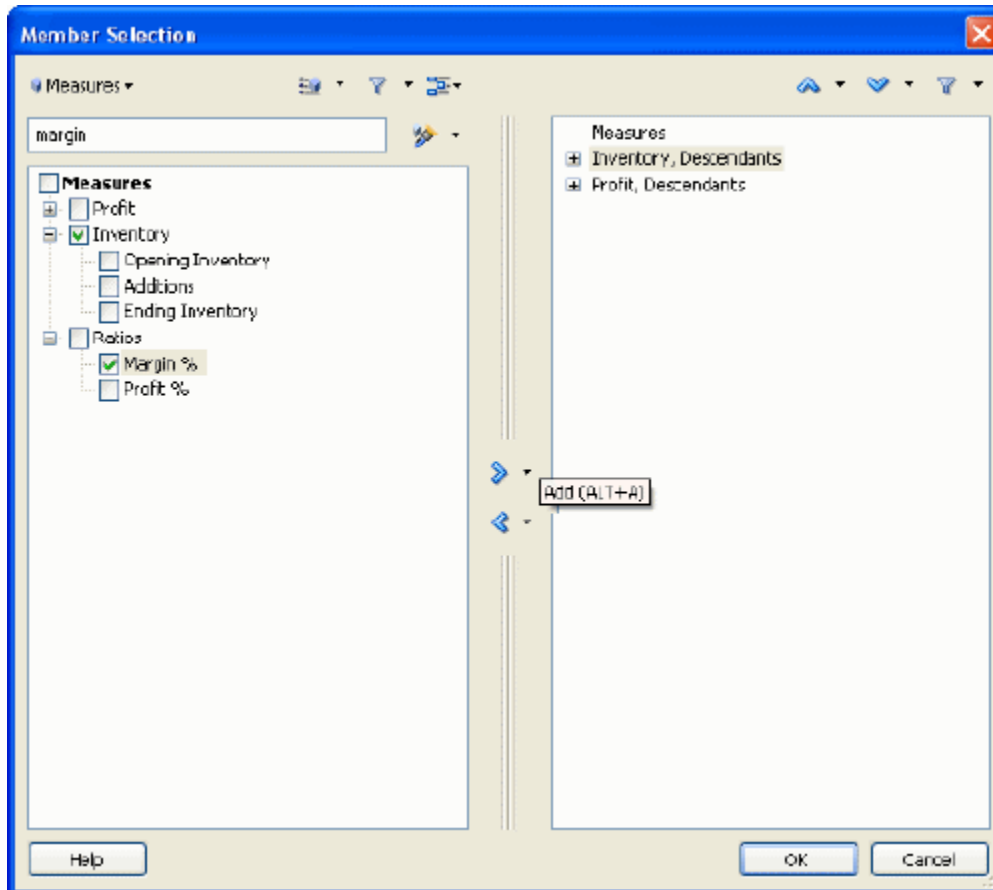 Member Selection
Measures
margin
Measures
Profit
Inventory
Opening Inventory
Additions
Ending Inventory
Ratios
Margin %
Profit %
Add (ALT+A)
Measures
Inventory, Descendants
Profit, Descendants
Help
OK
Cancel